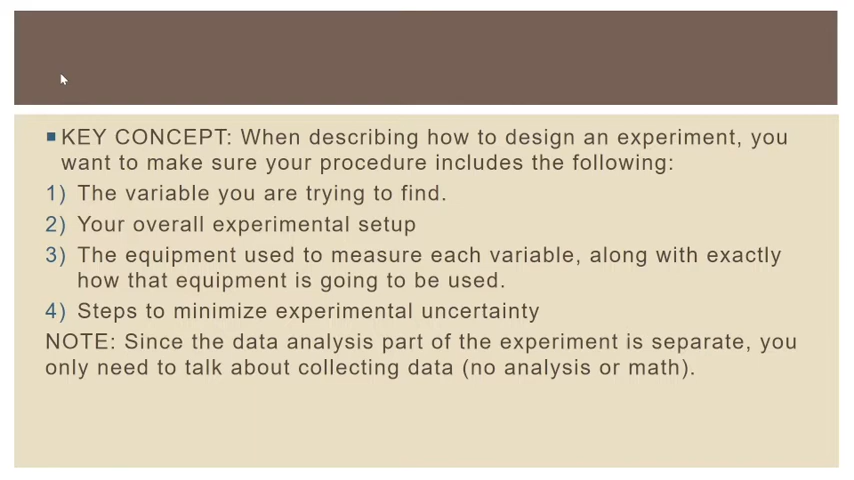 KEY CONCEPT: When describing how to design an experiment, you
want to make sure your procedure includes the following:
1) The variable you are trying to find.
2) Your overall experimental setup
3) The equipment used to measure each variable, along with exactly
how that equipment is going to be used.
4) Steps to minimize experimental uncertainty
NOTE: Since the data analysis part of the experiment is separate, you
only need to talk about collecting data (no analysis or math).